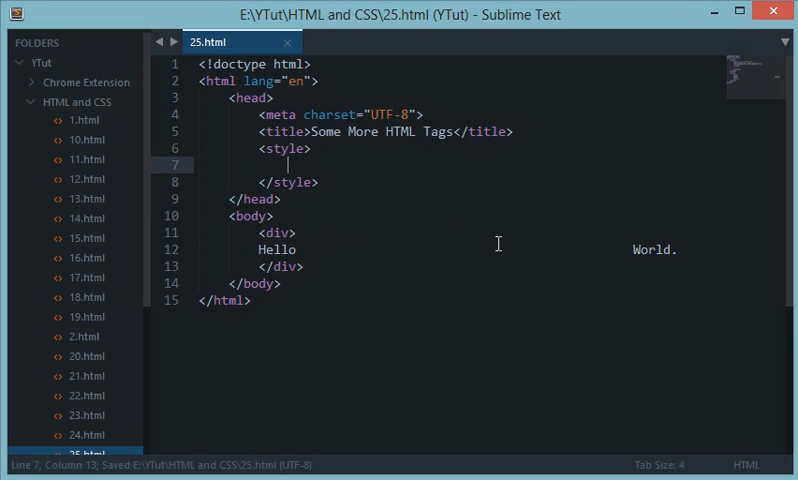 E:\YTut\HTML and CSS\25.html (YTut) - Sublime Text
FOLDERS
YTut
Chrome Extension
HTML and CSS
<> 1.html
<> 10.html
<> 11.html
<> 12.html
<> 13.html
<> 14.html
<> 15.html
<> 16.html
<> 17.html
<> 18.html
<> 19.html
<> 2.html
<> 20.html
<> 21.html
<> 22.html
<> 23.html
<> 24.html
<> 25.html
25.html
1 <!doctype html>
2 <html lang="en">
3 <head>
4 <meta charset="UTF-8">
5 <title>Some More HTML Tags</title>
6 <style>
7
8 </style>
9 </head>
10 <body>
11 <div>
12 Hello World.
13 </div>
14 </body>
15 </html>
Line 7, Column 13; Saved E:\YTut\HTML and CSS\25.html (UTF-8) Tab Size: 4 HTML